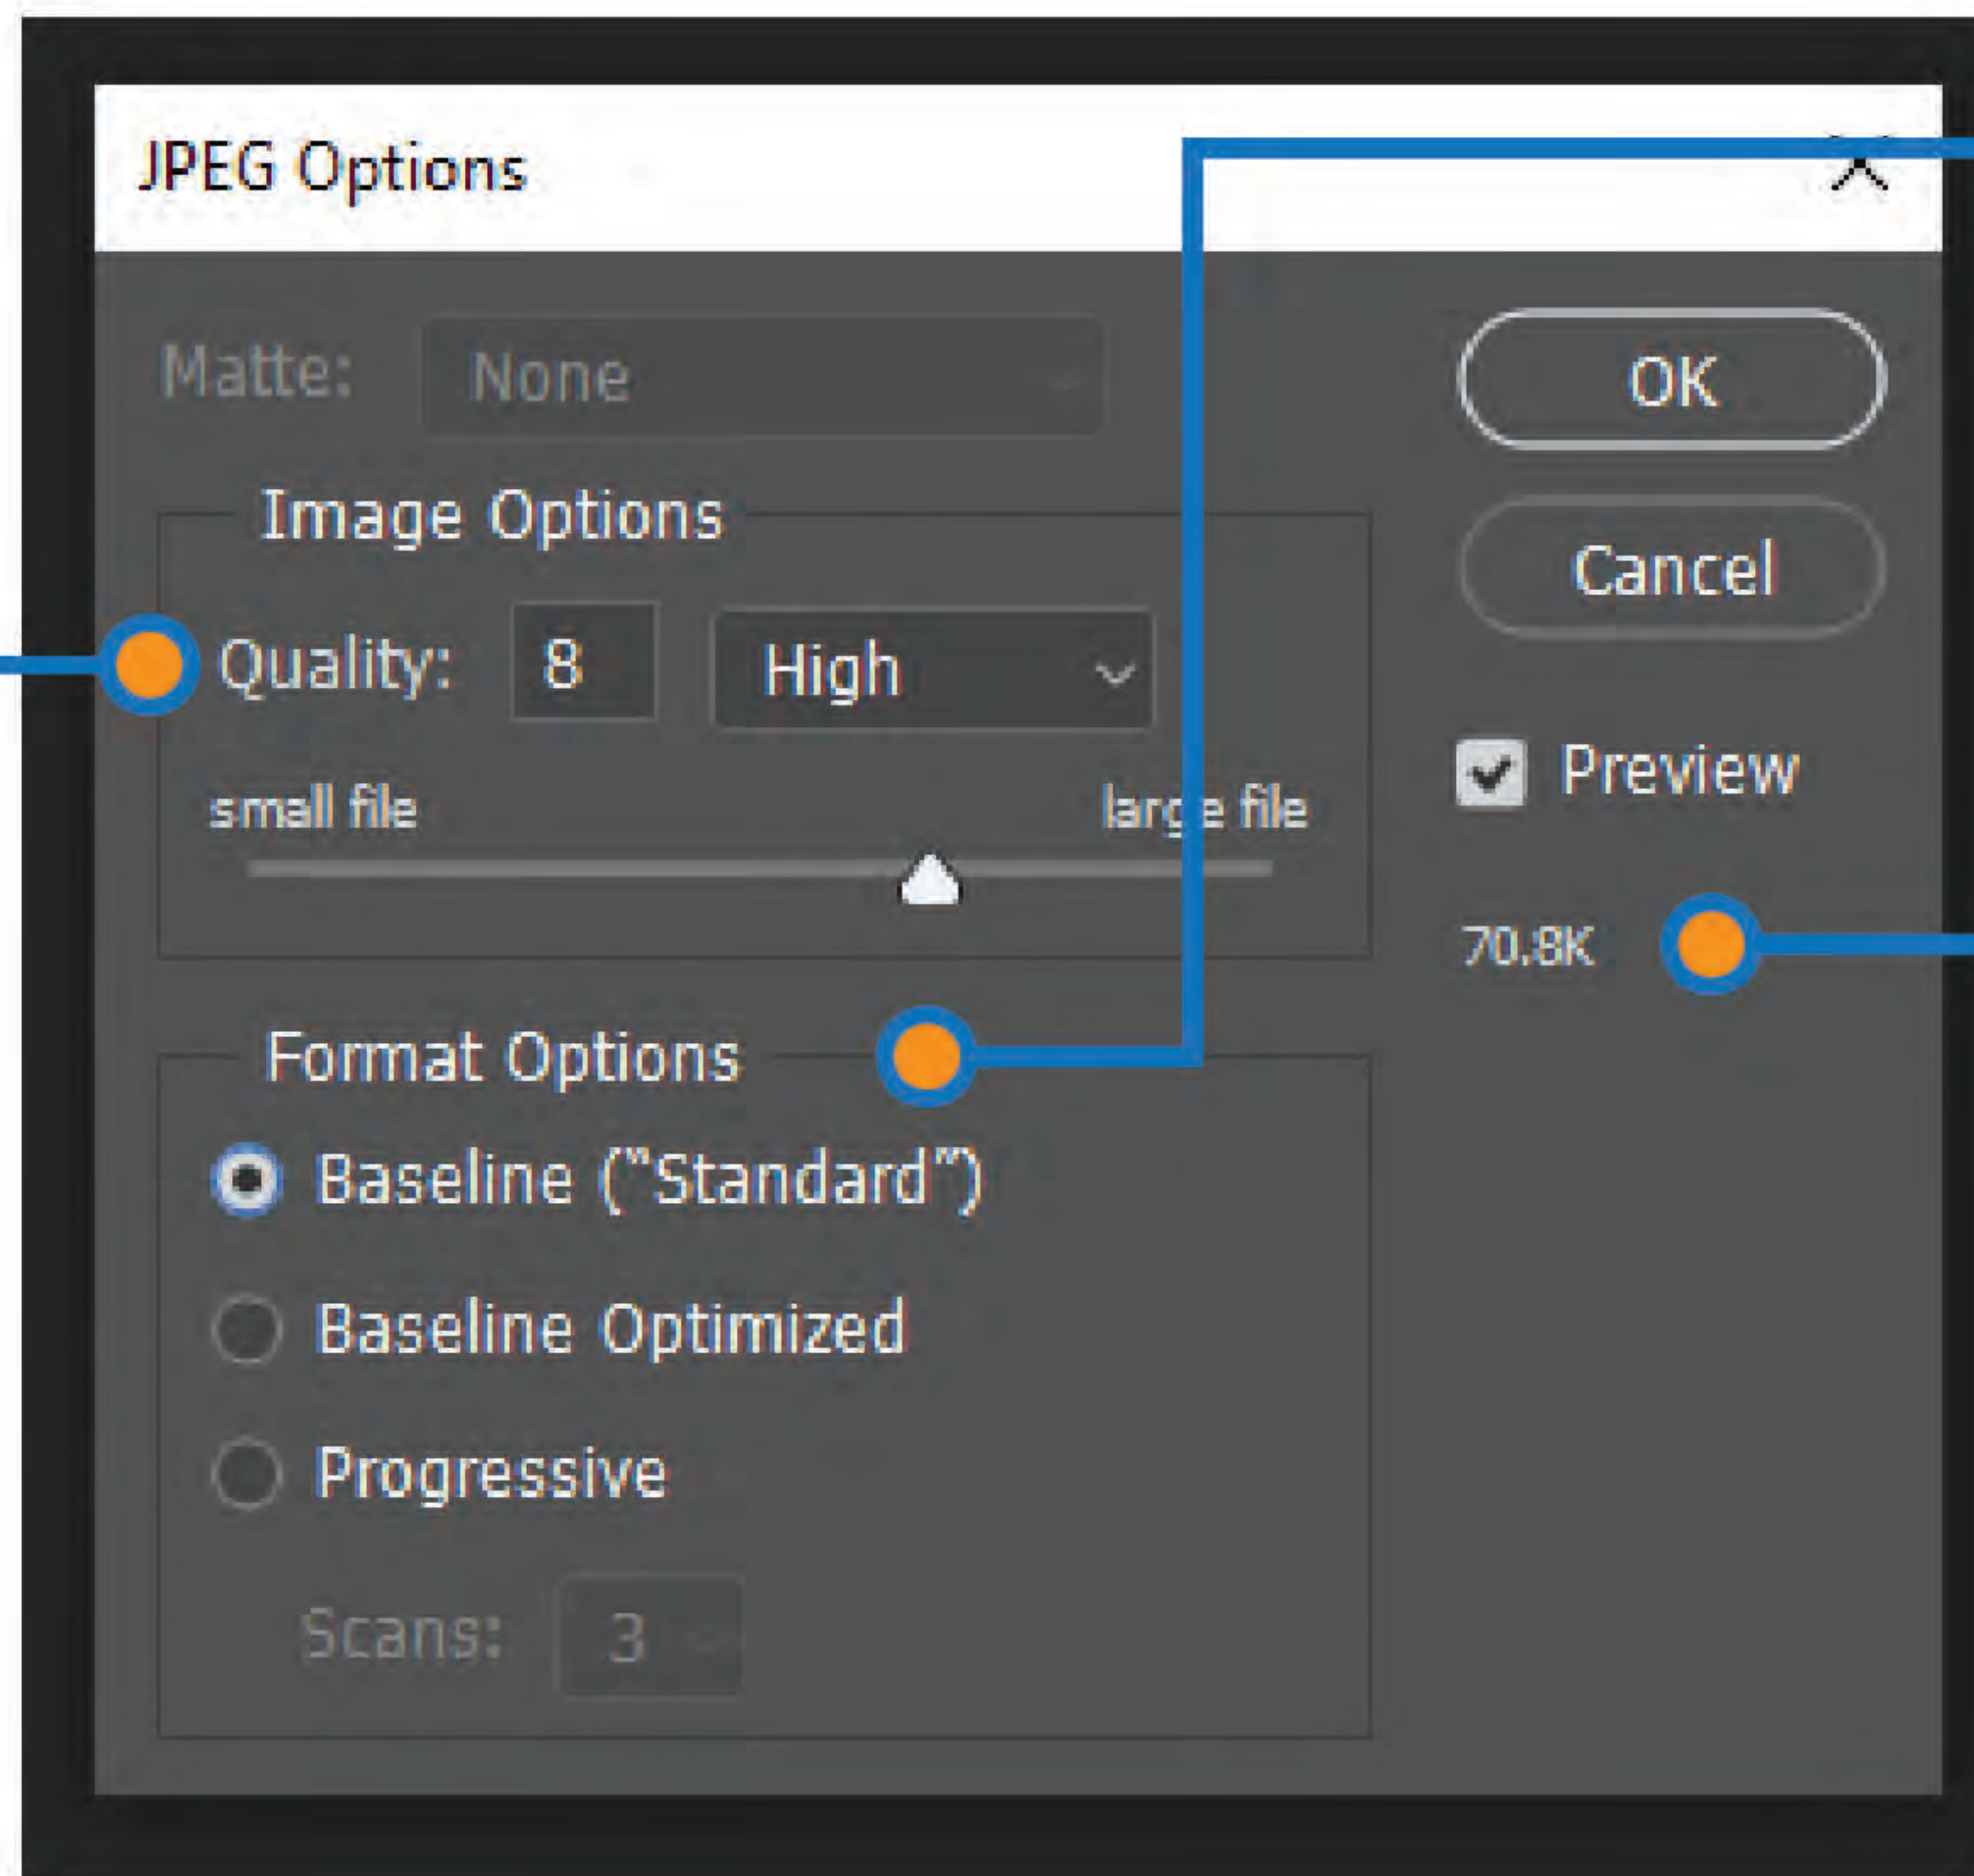 JPEG Options
Matte: None
OK
Image Options
Cancel
Quality: 8 High
Preview
small file large file
70.8K
Format Options
Baseline ("Standard")
Baseline Optimized
Progressive
Scans: 3